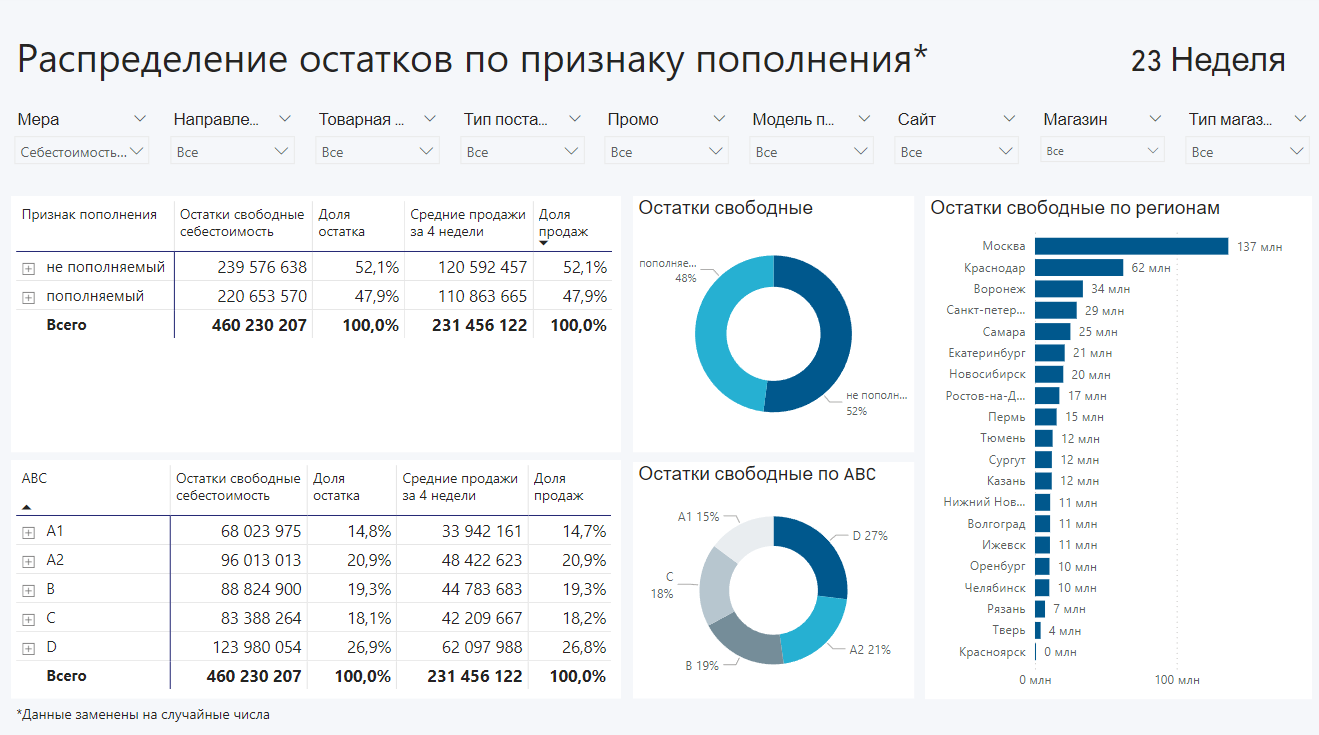 Распределение остатков по признаку пополнения*
23 Неделя
Мера Направле... Товарная ... Тип поста... Промо Модель п... Сайт Магазин Тип магаз...
Себестоимость... Все Все Все Все Все Все Все Все
Признак пополнения Остатки свободные себестоимость Доля остатка Средние продажи за 4 недели Доля продаж
не пополняемый 239 576 638 52,1% 120 592 457 52,1%
пополняемый 220 653 570 47,9% 110 863 665 47,9%
Всего 460 230 207 100,0% 231 456 122 100,0%
Остатки свободные
пополняе...
48%
не пополн...
52%
ABC Остатки свободные себестоимость Доля остатка Средние продажи за 4 недели Доля продаж
A1 68 023 975 14,8% 33 942 161 14,7%
A2 96 013 013 20,9% 48 422 623 20,9%
B 88 824 900 19,3% 44 783 683 19,3%
C 83 388 264 18,1% 42 209 667 18,2%
D 123 980 054 26,9% 62 097 988 26,8%
Всего 460 230 207 100,0% 231 456 122 100,0%
Остатки свободные по ABC
A1 15%
D 27%
C
18%
B 19%
A2 21%
Остатки свободные по регионам
Москва 137 млн
Краснодар 62 млн
Воронеж 34 млн
Санкт-петер... 29 млн
Самара 25 млн
Екатеринбург 21 млн
Новосибирск 20 млн
Ростов-на-Д... 17 млн
Пермь 15 млн
Тюмень 12 млн
Сургут 12 млн
Казань 12 млн
Нижний Нов... 11 млн
Волгоград 11 млн
Ижевск 11 млн
Оренбург 10 млн
Челябинск 10 млн
Рязань 7 млн
Тверь 4 млн
Красноярск 0 млн
0 млн 100 млн
*Данные заменены на случайные числа